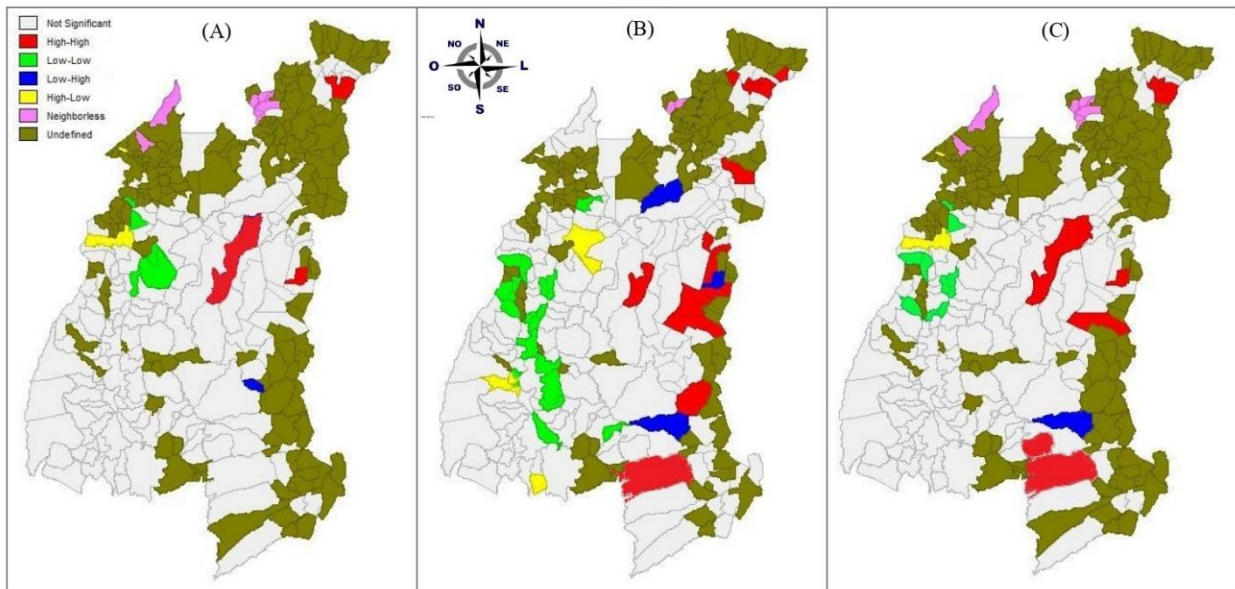 Not Significant
High-High
Low-Low
Low-High
High-Low
Neighborless
Undefined
(A)
(B)
N
NO
NE
O
L
SO
SE
S
(C)